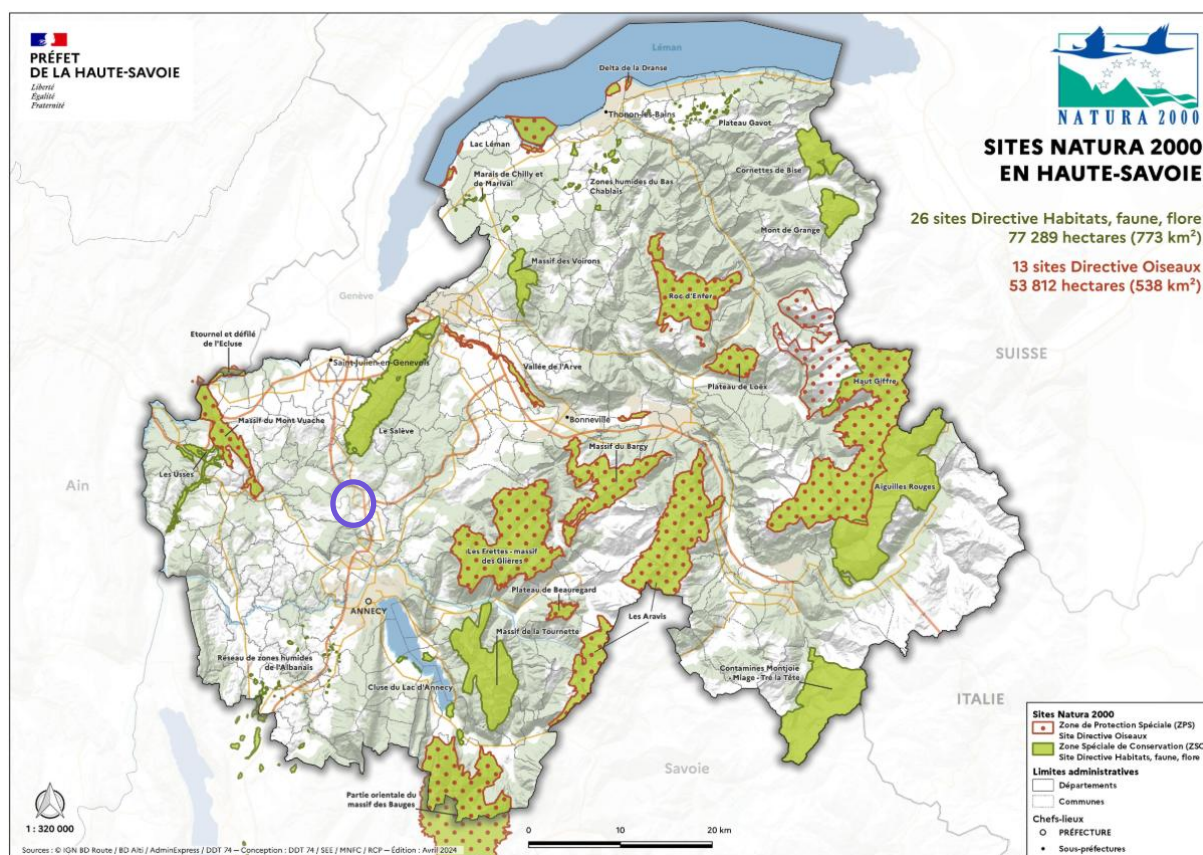 PRÉFET
DE LA HAUTE-SAVOIE
Liberté
Égalité
Fraternité
NATURA 2000
SITES NATURA 2000
EN HAUTE-SAVOIE
26 sites Directive Habitats, faune, flore
77 289 hectares (773 km²)
13 sites Directive Oiseaux
53 812 hectares (538 km²)
Léman
Delta de la Dranse
Thonon-les-Bains
Plateau Gavot
Lac Léman
Cornettes de Bise
Marais de Chilly et
de Marival
Zones humides du Bas
Chablais
Mont de Grange
Massif des Voirons
Genève
Roc d'Enfer
Etournel et défilé
de l'Ecluse
Saint-Julien-en-Genevois
SUISSE
Vallée de l'Arve
Plateau de Loëx
Haut Giffre
Massif du Mont Vuache
Bonneville
Le Salève
Massif du Bargy
Les Usses
Ain
Aiguilles Rouges
Les Frettes - massif
des Glières
Plateau de Beauregard
ANNECY
Les Aravis
Massif de la Tournette
Réseau de zones humides
de l'Albanais
Contamines Montjoie
- Miage - Tré la Tête
Cluse du Lac d'Annecy
ITALIE
Savoie
Partie orientale du
massif des Bauges
Sites Natura 2000
Zone de Protection Spéciale (ZPS)
Site Directive Oiseaux
Zone Spéciale de Conservation (ZSC
Site Directive Habitats, faune, flore
Limites administratives
Départements
Communes
Chefs-lieux
PRÉFECTURE
Sous-préfectures
1 : 320 000
0 10 20 km
Sources : © IGN BD Route / BD Alti / AdminExpress / DDT 74 – Conception : DDT 74 / SEE / MNFC / RCP – Édition : Avril 2024